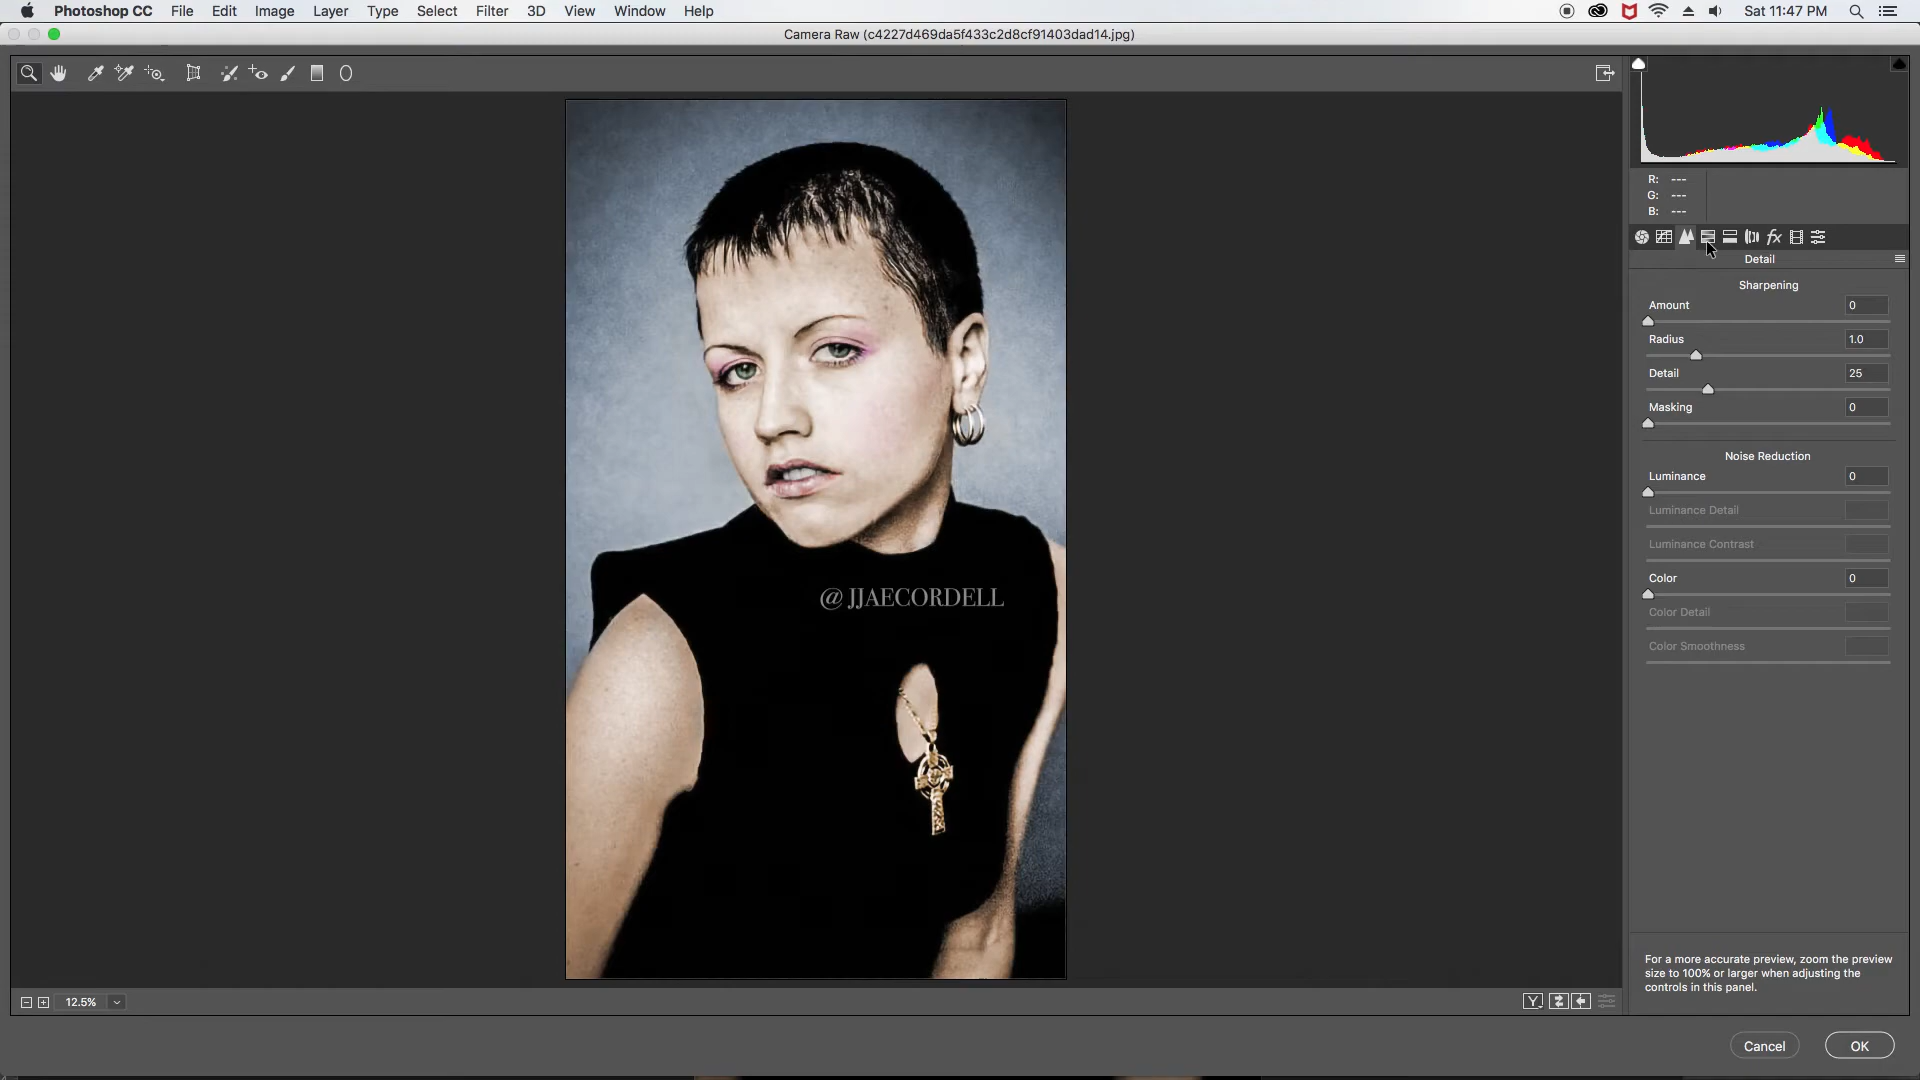 Photoshop CC File Edit Image Layer Type Select Filter 3D View Window Help Sat 11:47 PM
Camera Raw (c4227d469da5f433c2d8cf91403dad14.jpg)
R: ---
G: ---
B: ---
fx
Detail
Sharpening
Amount 0
Radius 1.0
Detail 25
Masking 0
Noise Reduction
Luminance 0
Luminance Detail
Luminance Contrast
Color 0
Color Detail
Color Smoothness
@ JJAECORDELL
For a more accurate preview, zoom the preview
size to 100% or larger when adjusting the
controls in this panel.
12.5% Y
Cancel OK